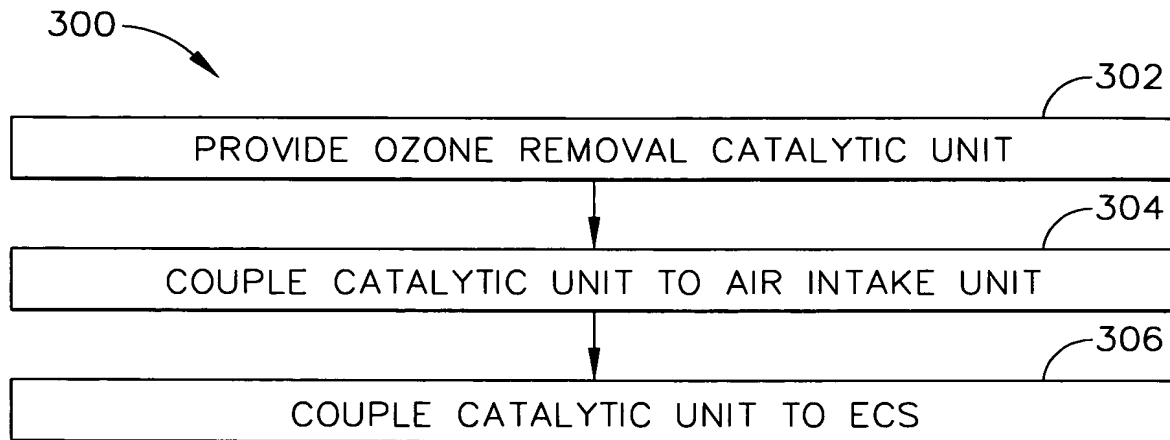 300
302
PROVIDE OZONE REMOVAL CATALYTIC UNIT
304
COUPLE CATALYTIC UNIT TO AIR INTAKE UNIT
306
COUPLE CATALYTIC UNIT TO ECS